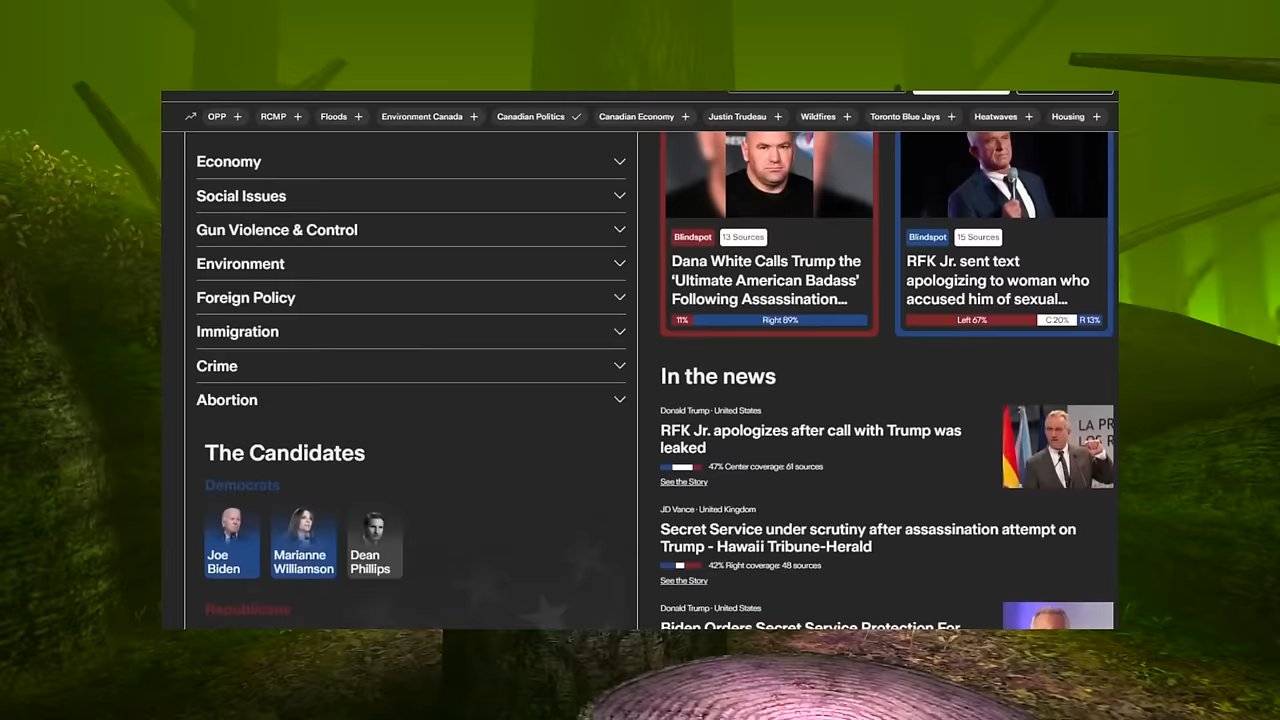 OPP +
RCMP +
Floods +
Environment Canada +
Canadian Politics
Canadian Economy +
Justin Trudeau +
Wildfires +
Toronto Blue Jays +
Heatwaves +
Housing +
Economy
Social Issues
Gun Violence & Control
Environment
Foreign Policy
Immigration
Crime
Abortion
The Candidates
Democrats
Joe
Biden
Marianne
Williamson
Dean
Phillips
Republicans
Blindspot
13 Sources
Dana White Calls Trump the
‘Ultimate American Badass’
Following Assassination...
11%
Right 89%
Blindspot
15 Sources
RFK Jr. sent text
apologizing to woman who
accused him of sexual...
Left 67%
C 20%
R 13%
In the news
Donald Trump · United States
RFK Jr. apologizes after call with Trump was
leaked
47% Center coverage: 61 sources
See the Story
LA PR
LOS R
JD Vance · United Kingdom
Secret Service under scrutiny after assassination attempt on
Trump - Hawaii Tribune-Herald
42% Right coverage: 48 sources
See the Story
Donald Trump · United States
Biden Orders Secret Service Protection For